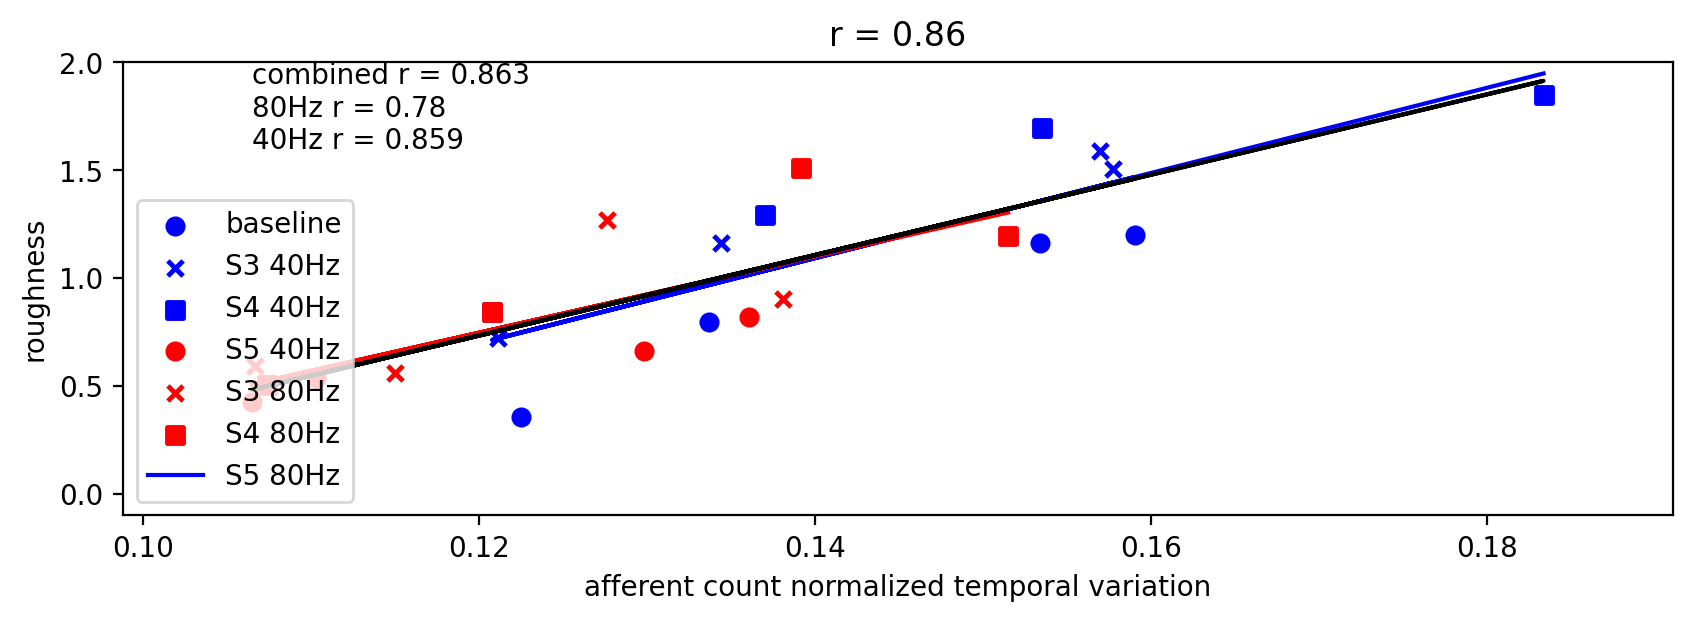 r = 0.86
combined r = 0.863
80Hz r = 0.78
40Hz r = 0.859
baseline
S3 40Hz
S4 40Hz
S5 40Hz
S3 80Hz
S4 80Hz
S5 80Hz
roughness
2.0
1.5
1.0
0.5
0.0
0.10 0.12 0.14 0.16 0.18
afferent count normalized temporal variation